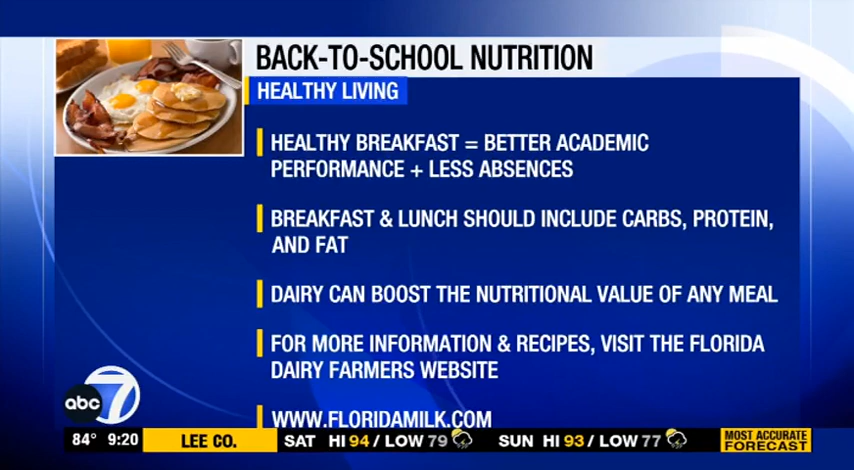 BACK-TO-SCHOOL NUTRITION
HEALTHY LIVING
HEALTHY BREAKFAST = BETTER ACADEMIC
PERFORMANCE + LESS ABSENCES
BREAKFAST & LUNCH SHOULD INCLUDE CARBS, PROTEIN,
AND FAT
DAIRY CAN BOOST THE NUTRITIONAL VALUE OF ANY MEAL
FOR MORE INFORMATION & RECIPES, VISIT THE FLORIDA
DAIRY FARMERS WEBSITE
WWW.FLORIDAMILK.COM
abc 7
84° 9:20 LEE CO. SAT HI 94 / LOW 79 SUN HI 93 / LOW 77 MOST ACCURATE
FORECAST